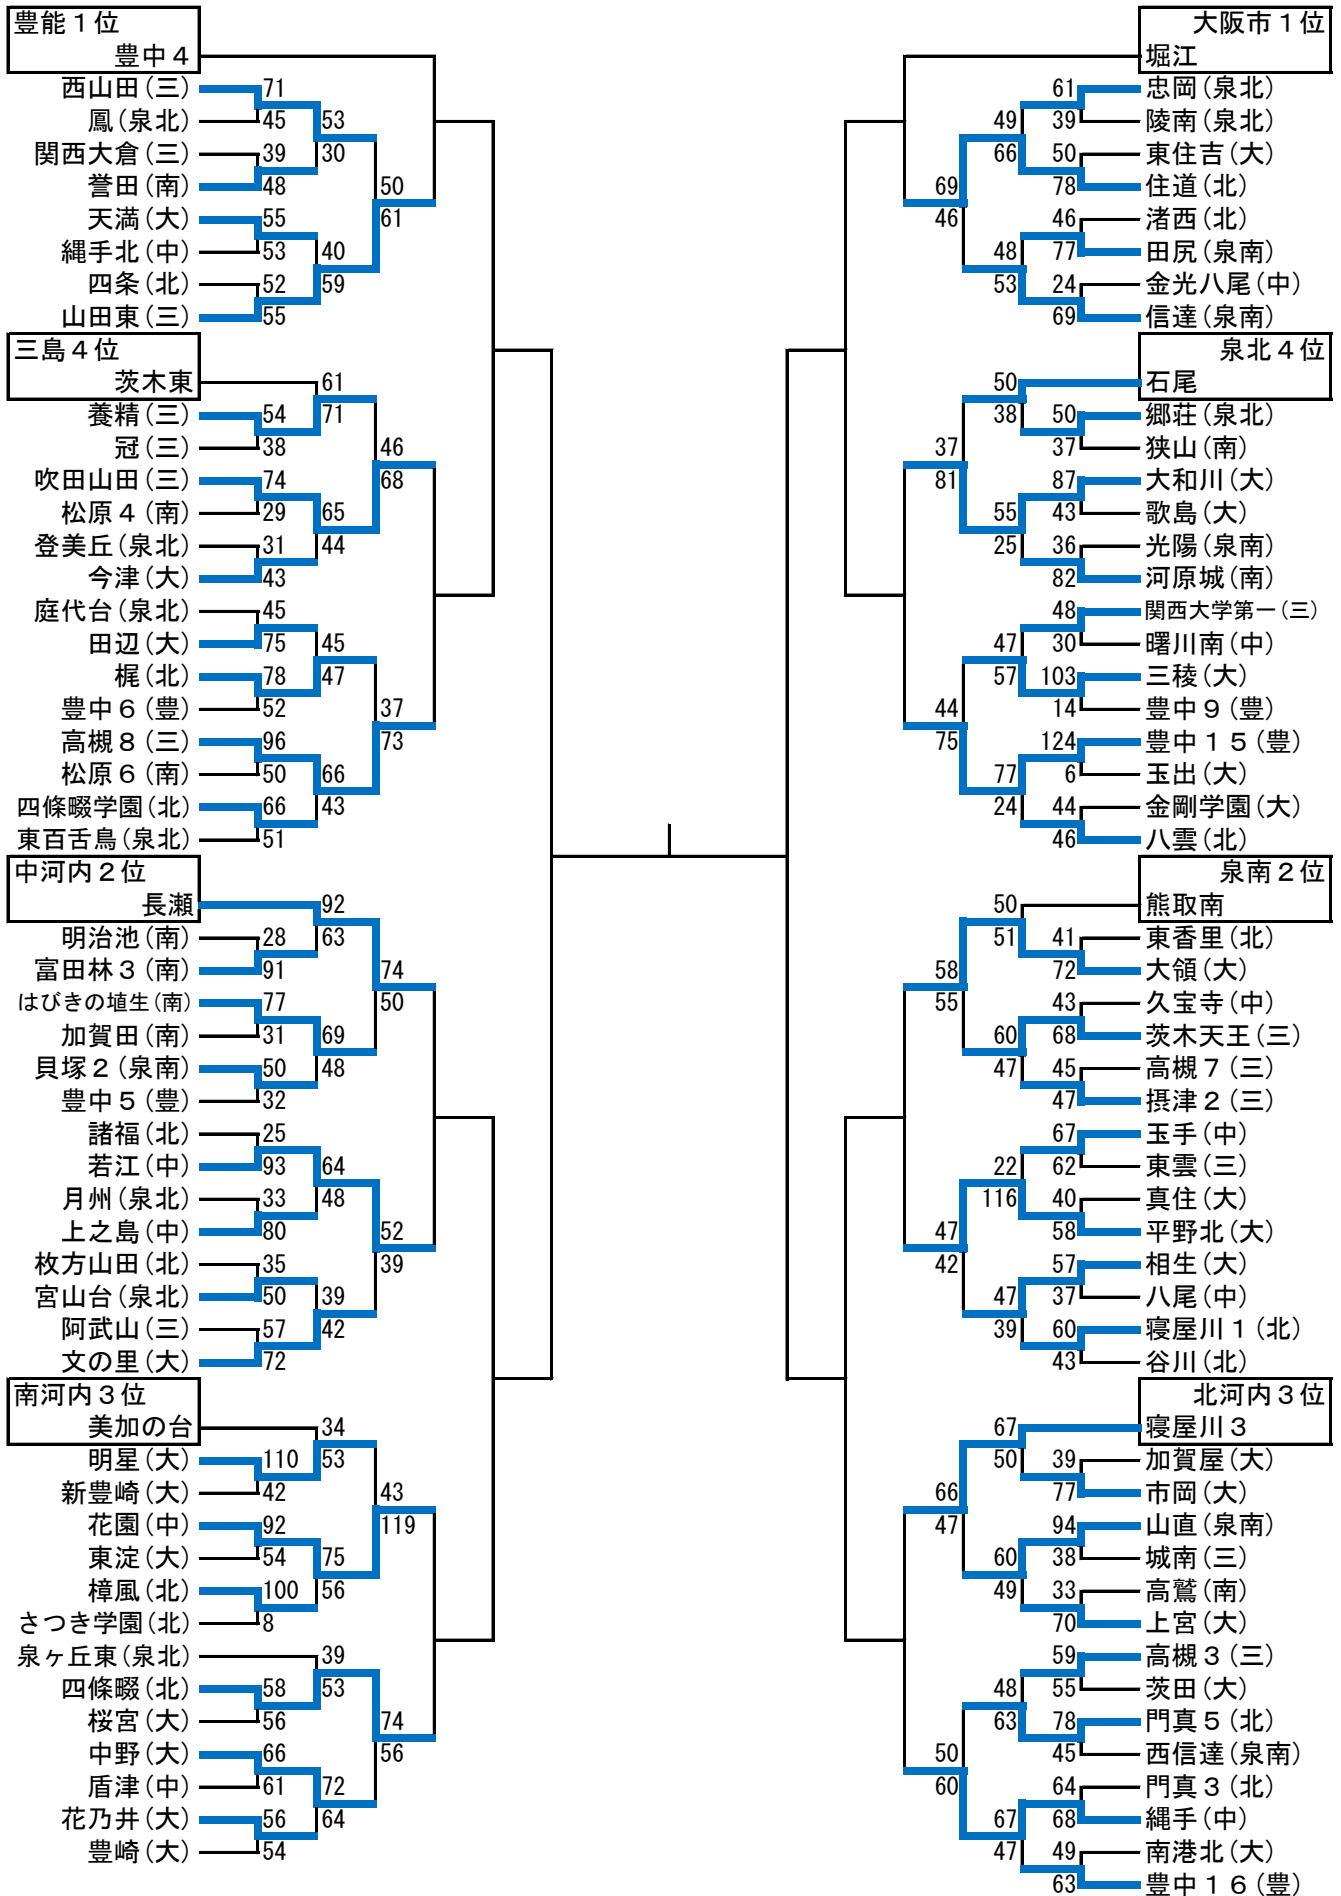 豊能１位
豊中４
西山田(三)
71
鳳(泉北)
45
53
関西大倉(三)
39
30
誉田(南)
48
50
天満(大)
55
61
縄手北(中)
53
40
四条(北)
52
59
山田東(三)
55
三島４位
茨木東
61
養精(三)
54
71
冠(三)
38
46
吹田山田(三)
74
68
松原４(南)
29
65
登美丘(泉北)
31
44
今津(大)
43
庭代台(泉北)
45
田辺(大)
75
45
梶(北)
78
47
豊中６(豊)
52
37
高槻８(三)
96
73
松原６(南)
50
66
四條畷学園(北)
66
43
東百舌鳥(泉北)
51
中河内２位
長瀬
92
明治池(南)
28
63
富田林３(南)
91
74
はびきの埴生(南)
77
50
加賀田(南)
31
69
貝塚２(泉南)
50
48
豊中５(豊)
32
諸福(北)
25
若江(中)
93
64
月州(泉北)
33
48
上之島(中)
80
52
枚方山田(北)
35
39
宮山台(泉北)
50
39
阿武山(三)
57
42
文の里(大)
72
南河内３位
美加の台
34
明星(大)
110
53
新豊崎(大)
42
43
花園(中)
92
119
東淀(大)
54
75
樟風(北)
100
56
さつき学園(北)
8
泉ヶ丘東(泉北)
39
四條畷(北)
58
53
桜宮(大)
56
74
中野(大)
66
56
盾津(中)
61
72
花乃井(大)
56
64
豊崎(大)
54
大阪市１位
堀江
61
忠岡(泉北)
49
39
陵南(泉北)
66
50
東住吉(大)
69
78
住道(北)
46
46
渚西(北)
48
77
田尻(泉南)
53
24
金光八尾(中)
69
信達(泉南)
泉北４位
50
石尾
38
50
郷荘(泉北)
37
37
狭山(南)
81
87
大和川(大)
55
43
歌島(大)
25
36
光陽(泉南)
82
河原城(南)
48
関西大学第一(三)
47
30
曙川南(中)
57
103
三稜(大)
44
14
豊中９(豊)
75
124
豊中１５(豊)
77
6
玉出(大)
24
44
金剛学園(大)
46
八雲(北)
泉南２位
50
熊取南
51
41
東香里(北)
58
72
大領(大)
55
43
久宝寺(中)
60
68
茨木天王(三)
47
45
高槻７(三)
47
摂津２(三)
67
玉手(中)
22
62
東雲(三)
116
40
真住(大)
47
58
平野北(大)
42
57
相生(大)
47
37
八尾(中)
39
60
寝屋川１(北)
43
谷川(北)
北河内３位
67
寝屋川３
50
39
加賀屋(大)
66
77
市岡(大)
47
94
山直(泉南)
60
38
城南(三)
49
33
高鷲(南)
70
上宮(大)
59
高槻３(三)
48
55
茨田(大)
63
78
門真５(北)
50
45
西信達(泉南)
60
64
門真３(北)
67
68
縄手(中)
47
49
南港北(大)
63
豊中１６(豊)